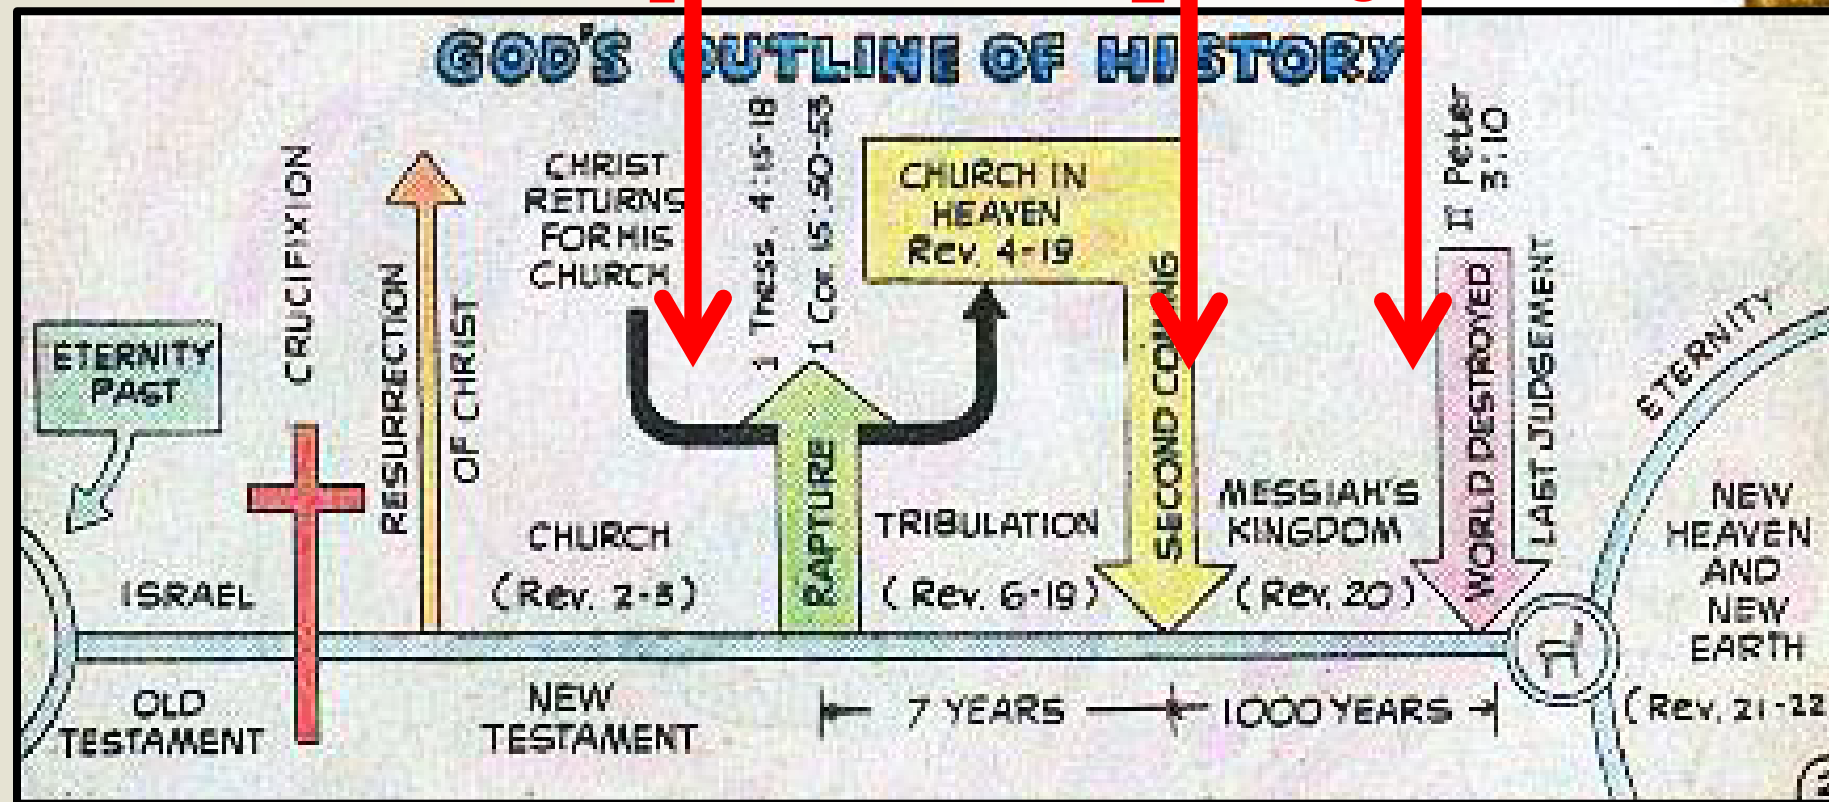 GOD'S OUTLINE OF HISTORY
ETERNITY
PAST
CRUCIFIXION
RESURRECTION
OF CHRIST
CHRIST
RETURNS
FOR HIS
CHURCH
1 Thess. 4:15-18
1 Cor 15:50-53
CHURCH IN
HEAVEN
Rev. 4-19
SECOND COMING
II Peter
3:10
WORLD DESTROYED
LAST JUDSEMENT
ETERNITY
ISRAEL
CHURCH
(Rev. 2-3)
RAPTURE
TRIBULATION
(Rev. 6-19)
MESSIAH'S
KINGDOM
(Rev. 20)
NEW
HEAVEN
AND
NEW
EARTH
(Rev. 21-22
OLD
TESTAMENT
NEW
TESTAMENT
7 YEARS
1000 YEARS